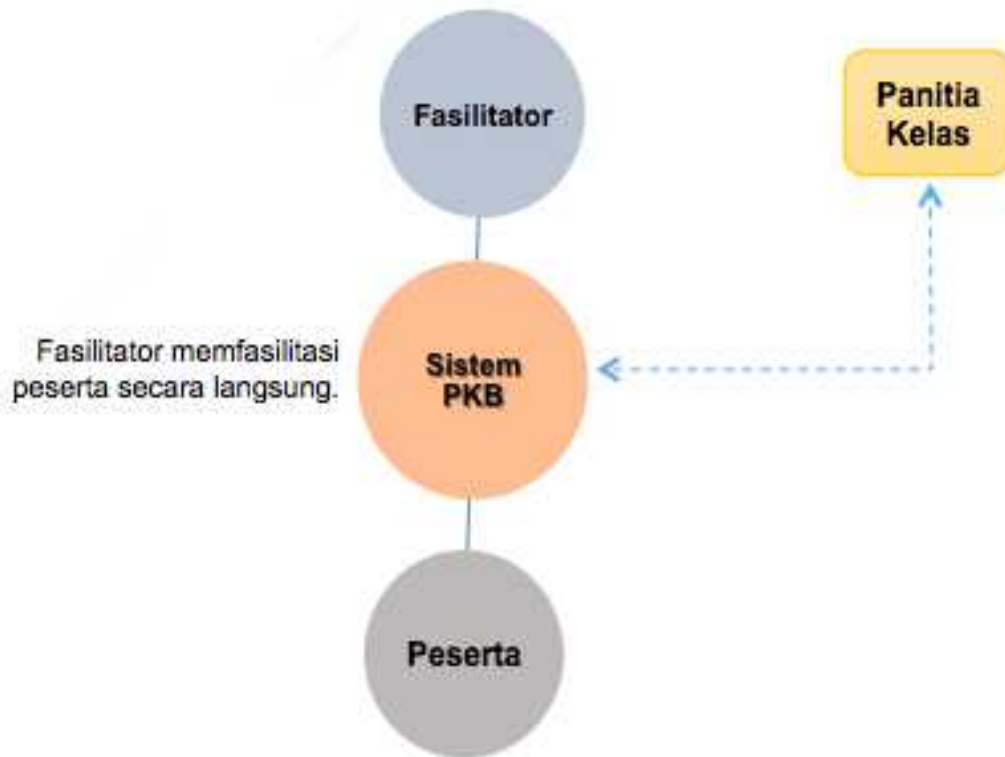 Fasilitator
Panitia
Kelas
Fasilitator memfasilitasi
peserta secara langsung.
Sistem
PKB
Peserta